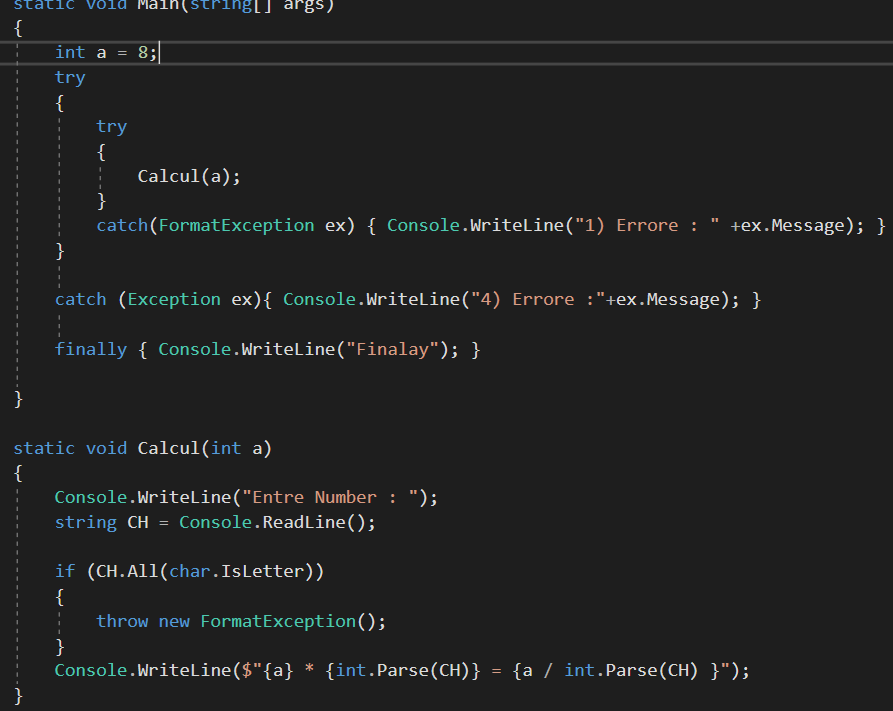 static void Main(string[] args)
{
int a = 8;
try
{
try
{
Calcul(a);
}
catch(FormatException ex) { Console.WriteLine("1) Errore : " +ex.Message); }
}
catch (Exception ex){ Console.WriteLine("4) Errore :"+ex.Message); }
finally { Console.WriteLine("Finalay"); }
}
static void Calcul(int a)
{
Console.WriteLine("Entre Number : ");
string CH = Console.ReadLine();
if (CH.All(char.IsLetter))
{
throw new FormatException();
}
Console.WriteLine($"{a} * {int.Parse(CH)} = {a / int.Parse(CH) }");
}